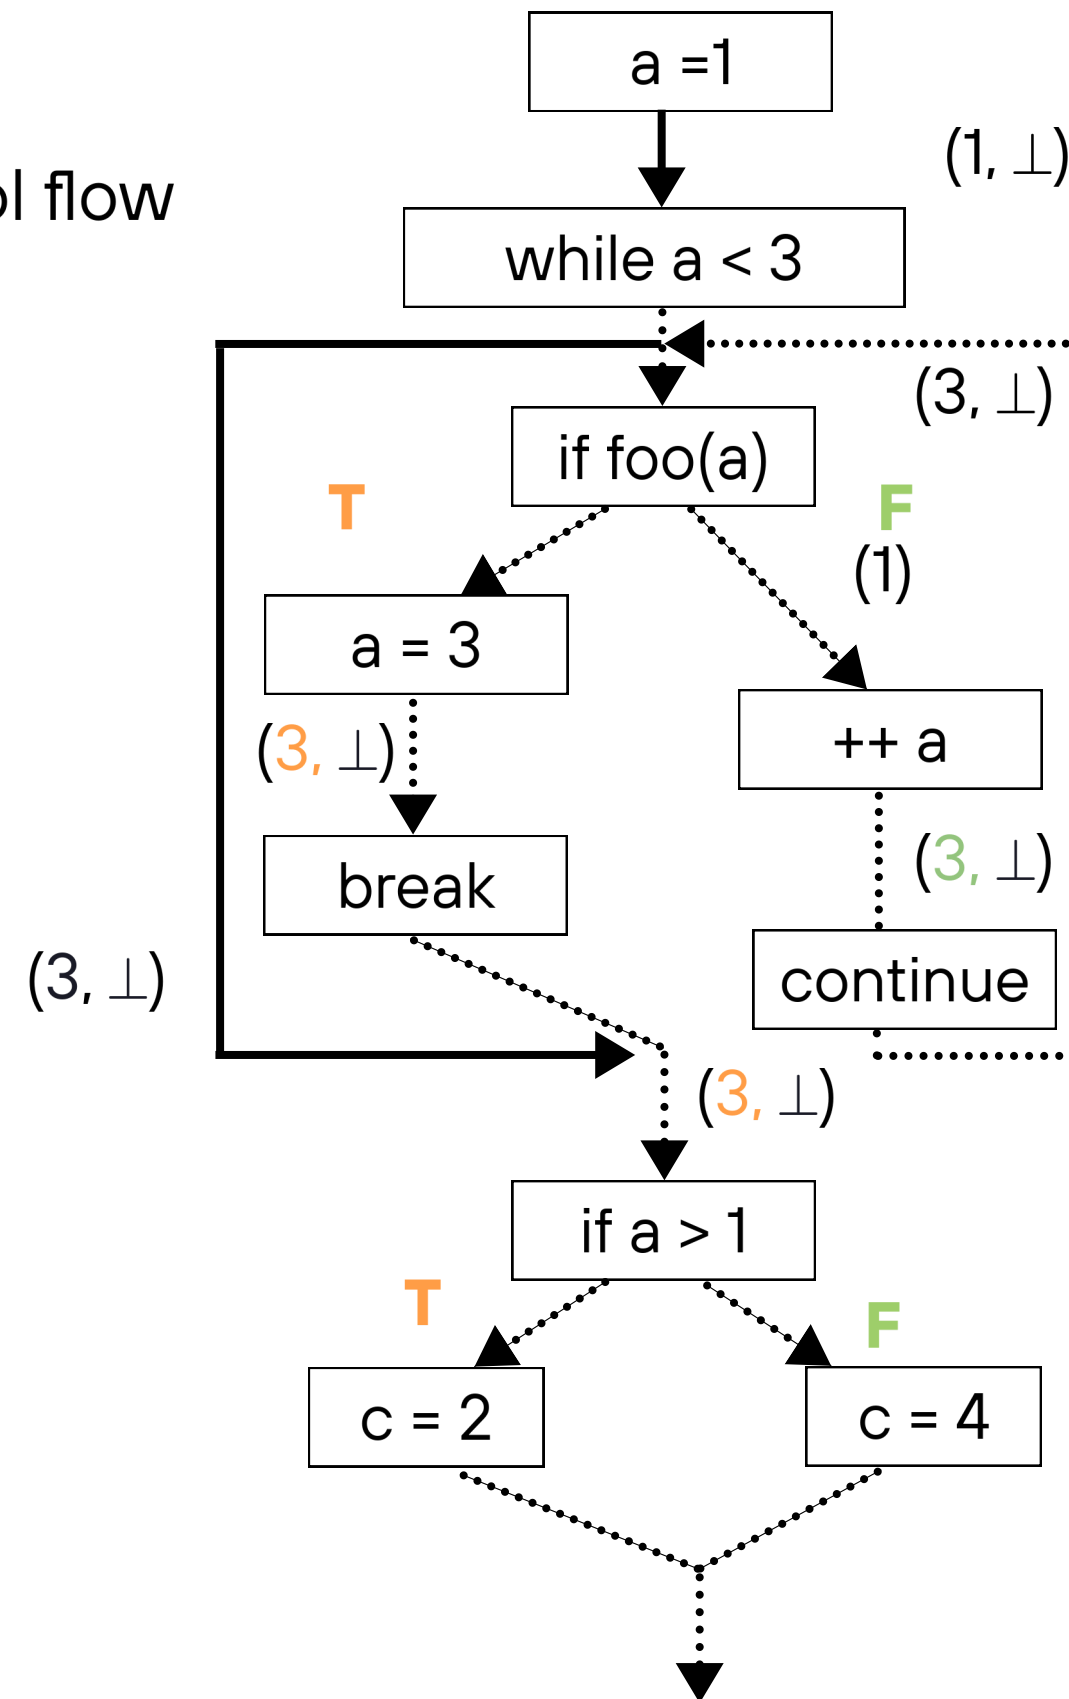 a =1
(1, ⊥)
ol flow
while a < 3
(3, ⊥)
if foo(a)
T
F
(1)
a = 3
(3, ⊥)
++ a
(3, ⊥)
break
(3, ⊥)
continue
(3, ⊥)
if a > 1
T
F
c = 2
c = 4